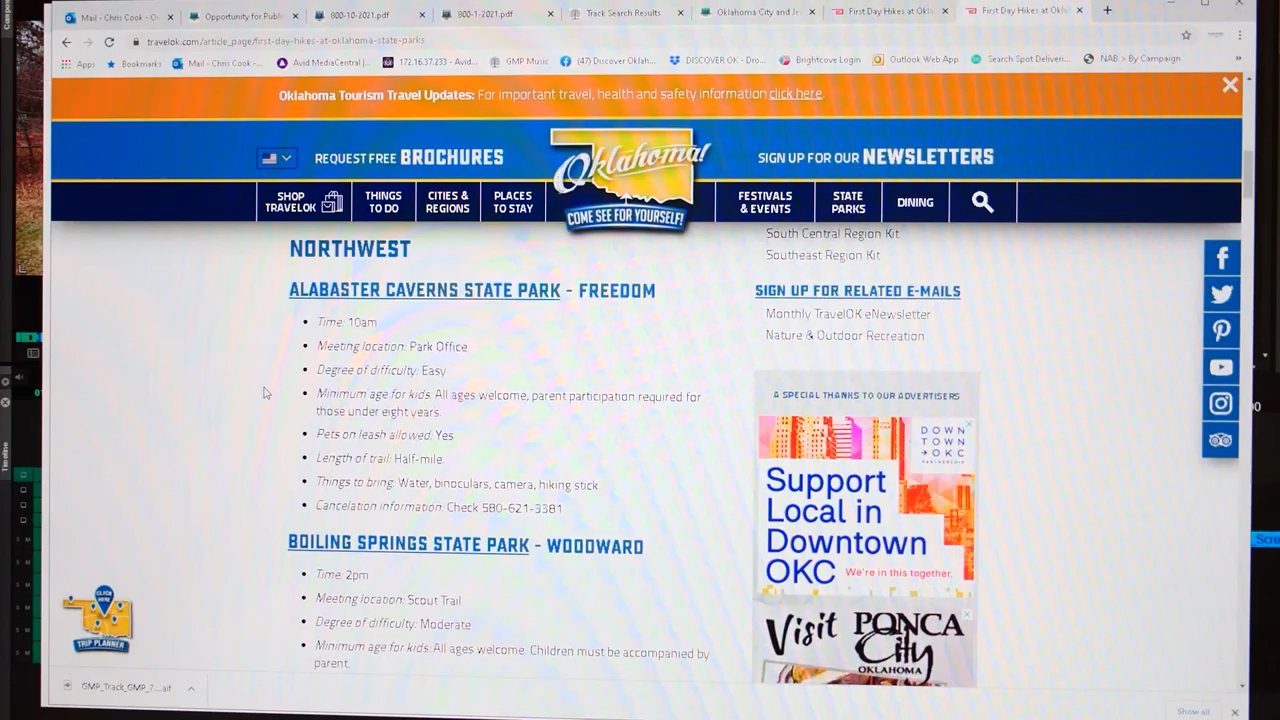 Mail - Chris Cook - O
Opportunity for Publ
800-10-2021.pdf
800-1-2021.pdf
Track Search Results
Oklahoma City and Je
First Day Hikes at Okla
First Day Hikes at Okla
travelok.com/article_page/first-day-hikes-at-oklahoma-state-parks
Apps
Bookmarks
Mail - Chris Cook -...
Avid MediaCentral |...
172.16.37.233 - Avid...
GMP Music
(47) Discover Oklah...
DISCOVER OK - Dro...
Brightcove Login
Outlook Web App
Search Spot Deliven...
NAB > By Campaign
Oklahoma Tourism Travel Updates: For important travel, health and safety information click here.
REQUEST FREE BROCHURES
Oklahoma!
COME SEE FOR YOURSELF!
SIGN UP FOR OUR NEWSLETTERS
SHOP
TRAVELOK
THINGS
TO DO
CITIES &
REGIONS
PLACES
TO STAY
FESTIVALS
& EVENTS
STATE
PARKS
DINING
NORTHWEST
ALABASTER CAVERNS STATE PARK - FREEDOM
• Time: 10am
• Meeting location: Park Office
• Degree of difficulty: Easy
• Minimum age for kids: All ages welcome, parent participation required for
those under eight years.
• Pets on leash allowed: Yes
• Length of trail: Half-mile
• Things to bring: Water, binoculars, camera, hiking stick
• Cancelation information: Check 580-621-3381
BOILING SPRINGS STATE PARK - WOODWARD
• Time: 2pm
• Meeting location: Scout Trail
• Degree of difficulty: Moderate
• Minimum age for kids: All ages welcome. Children must be accompanied by
parent.
South Central Region Kit
Southeast Region Kit
SIGN UP FOR RELATED E-MAILS
Monthly TravelOK eNewsletter
Nature & Outdoor Recreation
A SPECIAL THANKS TO OUR ADVERTISERS
DOWN
TOWN
→OKC
PARTNERSHIP
Support
Local in
Downtown
OKC
We're in this together.
Visit PONCA
City
OKLAHOMA
CLICK
HERE
TRIP PLANNER
GMP_Track_GMP_7....aif
Show all
Timeline
Scre